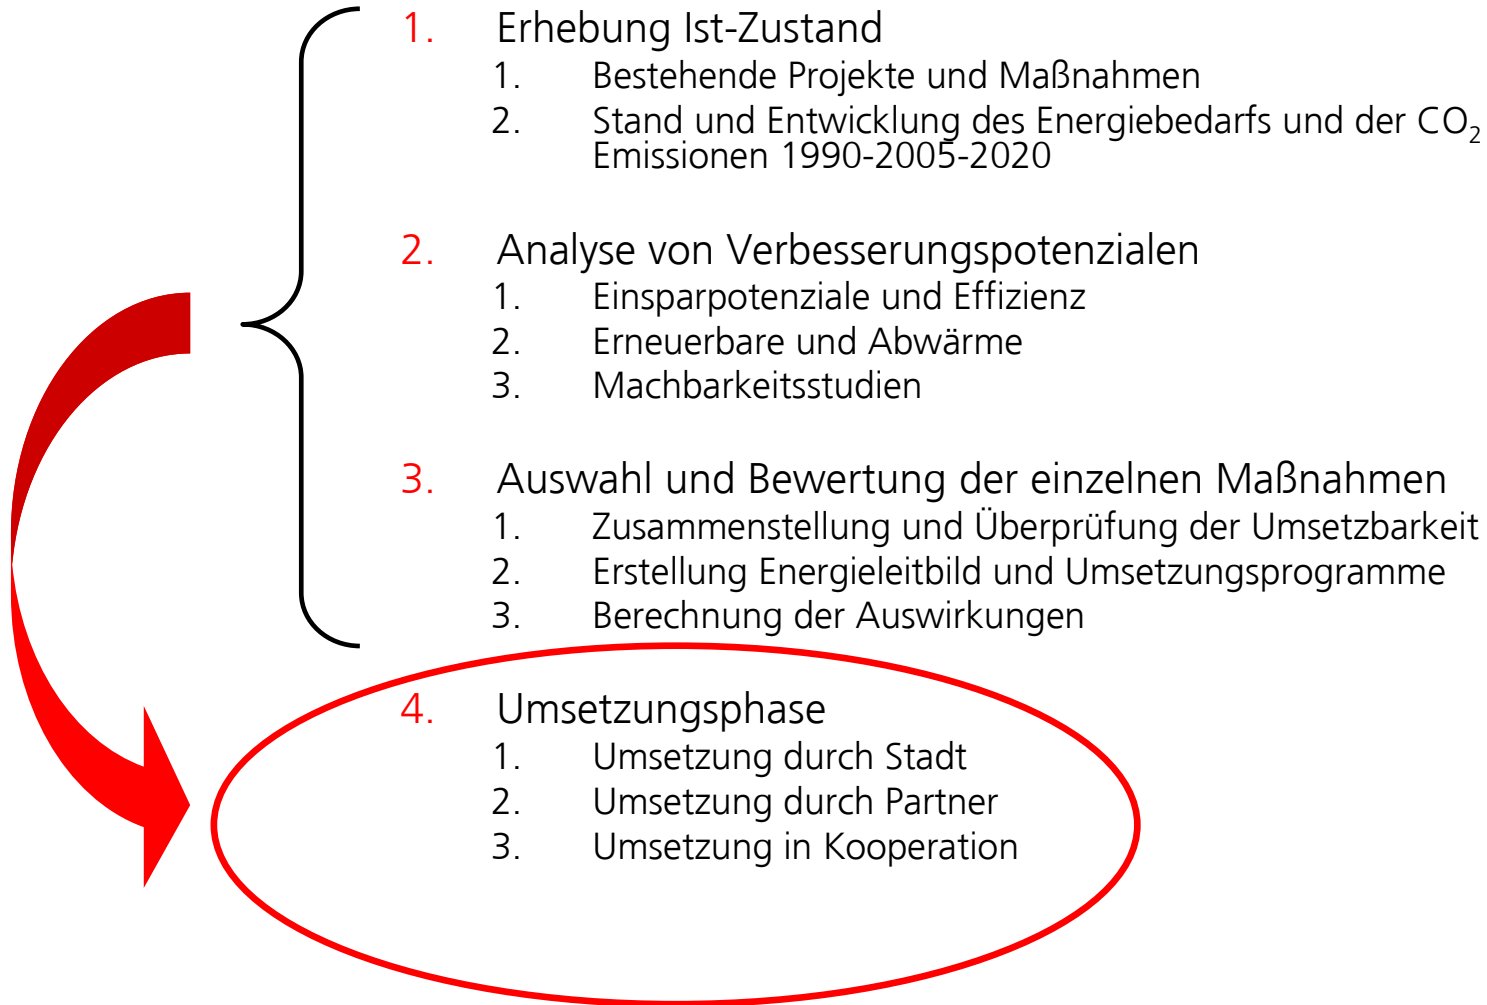 1. Erhebung Ist-Zustand
1. Bestehende Projekte und Maßnahmen
2. Stand und Entwicklung des Energiebedarfs und der CO₂
Emissionen 1990-2005-2020
2. Analyse von Verbesserungspotenzialen
1. Einsparpotenziale und Effizienz
2. Erneuerbare und Abwärme
3. Machbarkeitsstudien
3. Auswahl und Bewertung der einzelnen Maßnahmen
1. Zusammenstellung und Überprüfung der Umsetzbarkeit
2. Erstellung Energieleitbild und Umsetzungsprogramme
3. Berechnung der Auswirkungen
4. Umsetzungsphase
1. Umsetzung durch Stadt
2. Umsetzung durch Partner
3. Umsetzung in Kooperation